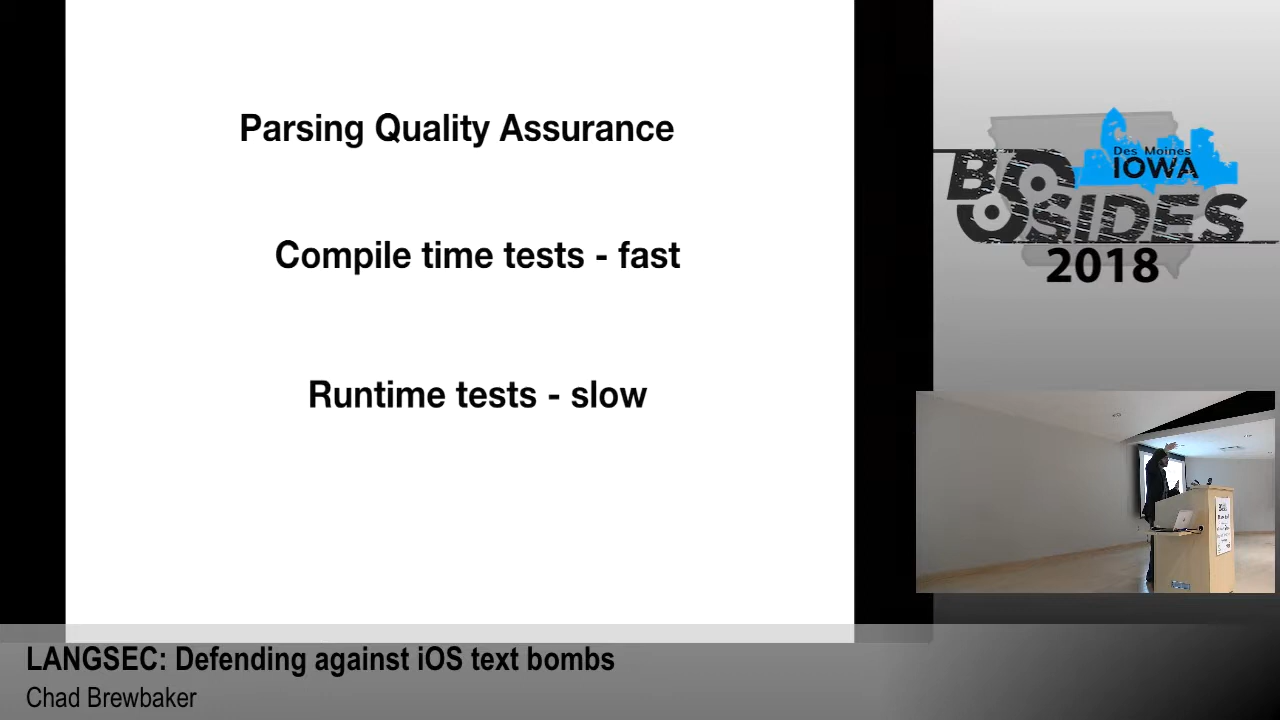 Parsing Quality Assurance
Compile time tests - fast
Runtime tests - slow
Des Moines
IOWA
BSIDES
2018
LANGSEC: Defending against iOS text bombs
Chad Brewbaker